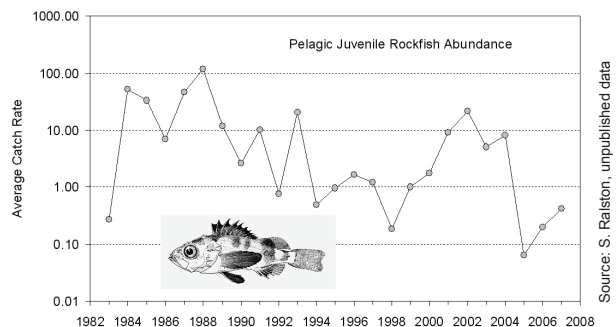 Pelagic Juvenile Rockfish Abundance
Average Catch Rate
1000.00
100.00
10.00
1.00
0.10
0.01
1982 1984 1986 1988 1990 1992 1994 1996 1998 2000 2002 2004 2005 2008
Source: S. Ralston, unpublished data